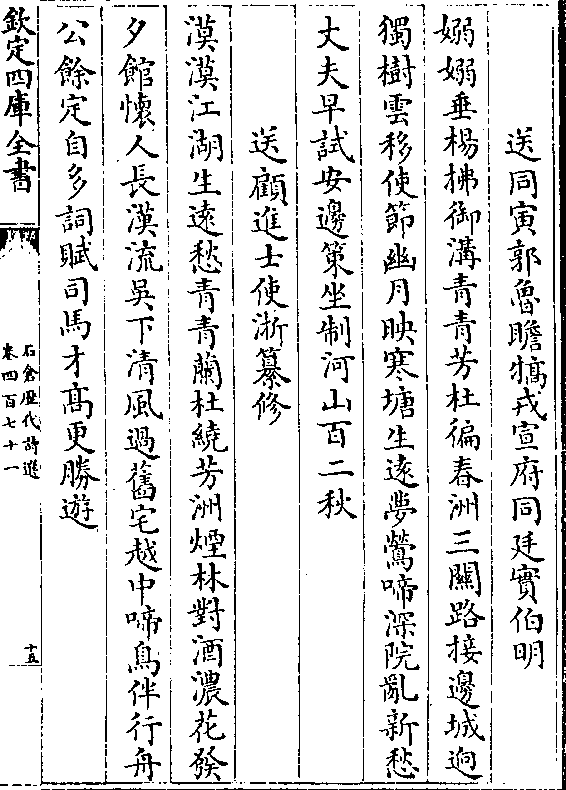 送同寅郭魯瞻犒戎宣府同廷實伯明
嫋嫋垂楊拂御溝青青芳杜徧春洲三關路接邊城迥
獨樹雲移使節幽月映寒塘生遠夢鶯啼深院亂新愁
丈夫早試安邊策坐制河山百二秋
送顧進士使淅纂修
漠漠江湖生遠愁青青蘭杜繞芳洲煙林對酒濃花發
夕館懷人長漢流吳下清風過舊宅越中啼鳥伴行舟
公餘定自多詞賦司馬才髙更勝遊
欽定四庫全書
石倉歴代詩選
卷四百七十一
十五